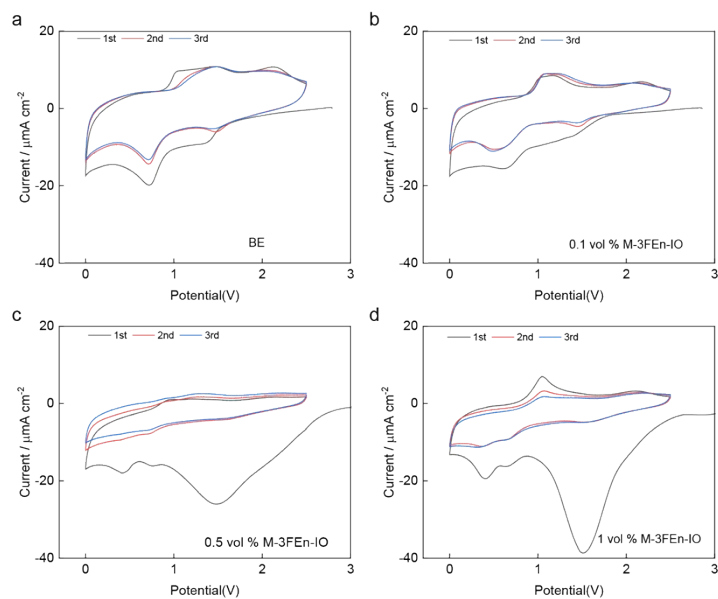 a
1st 2nd 3rd
20
0
-20
-40
Current / μmA cm-2
BE
0 1 2 3
Potential(V)
b
1st 2nd 3rd
20
0
-20
-40
Current / μmA cm-2
0.1 vol % M-3FEn-IO
0 1 2 3
Potential(V)
c
1st 2nd 3rd
20
0
-20
-40
Current / μmA cm-2
0.5 vol % M-3FEn-IO
0 1 2 3
Potential(V)
d
1st 2nd 3rd
20
0
-20
-40
Current / μmA cm-2
1 vol % M-3FEn-IO
0 1 2 3
Potential(V)